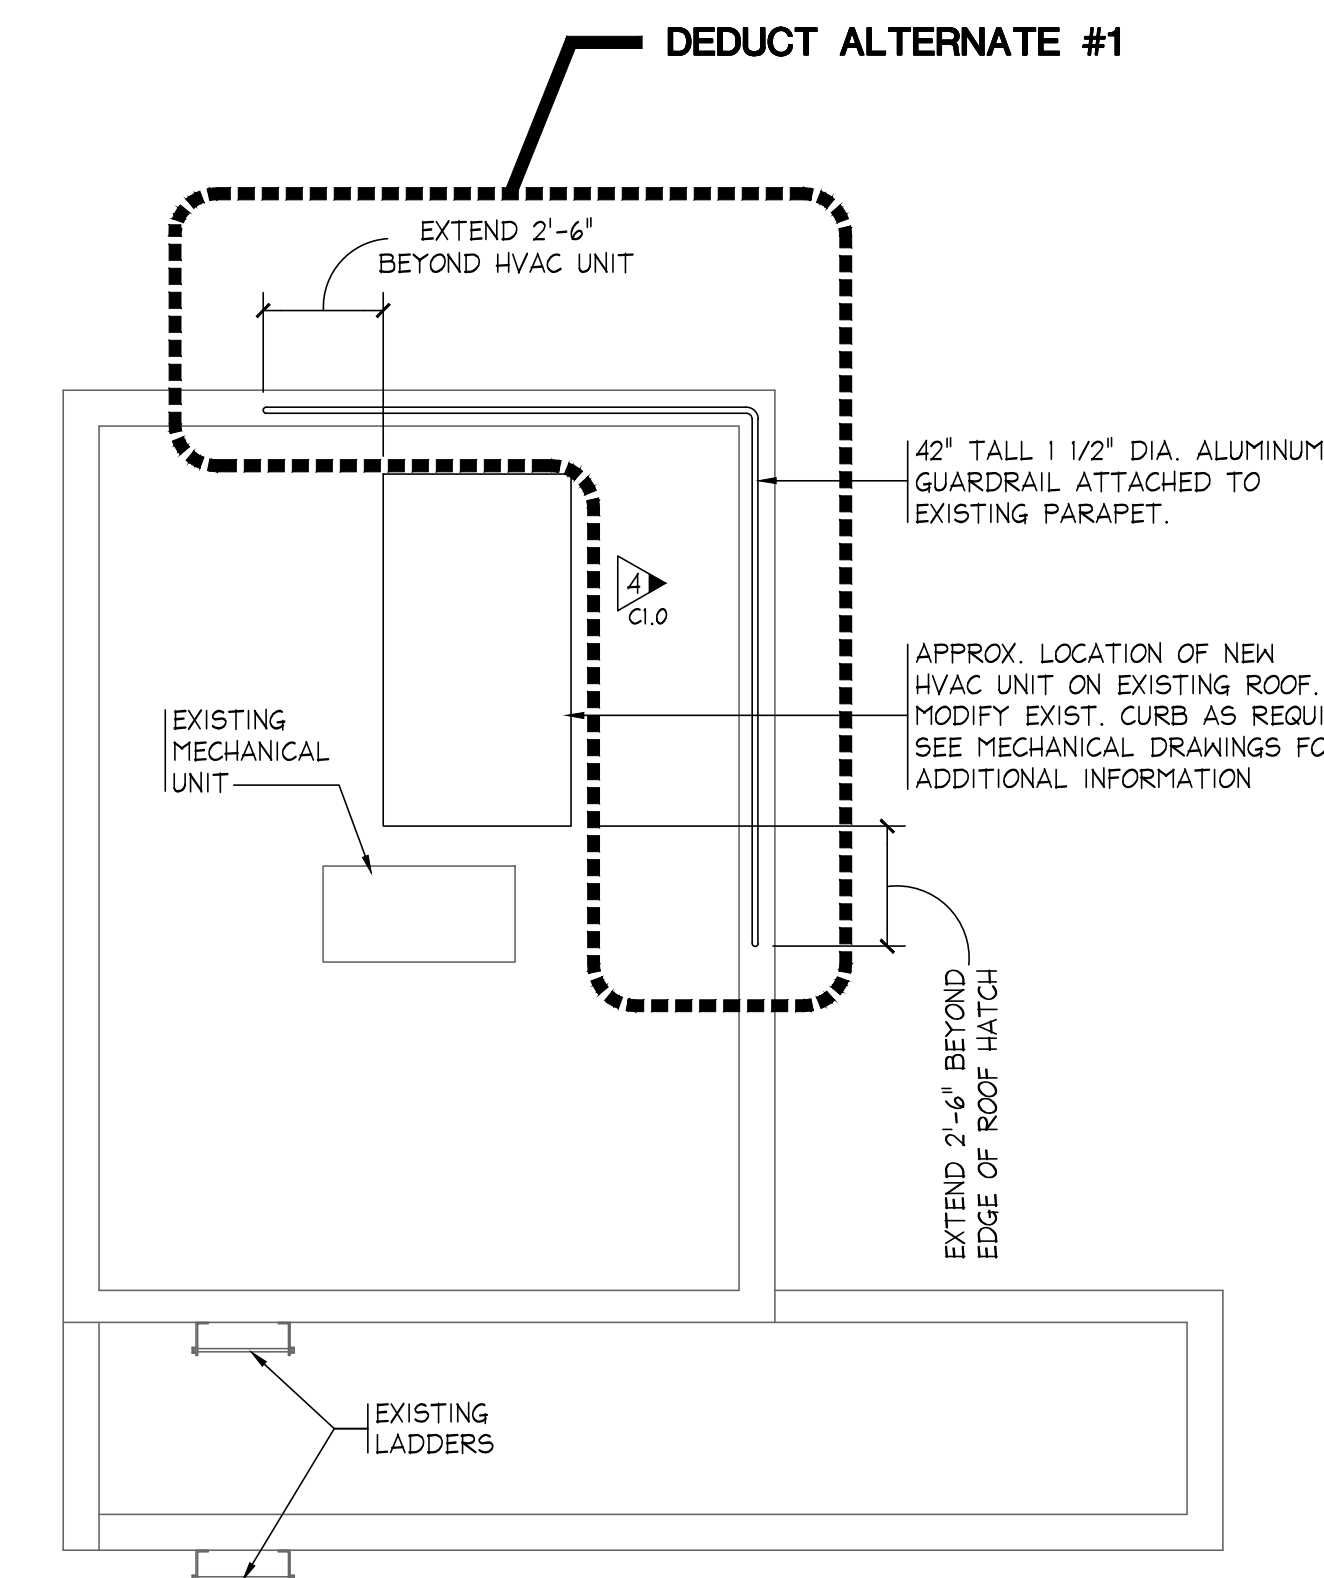 DEDUCT ALTERNATE #1
EXTEND 2'-6"
BEYOND HVAC UNIT
42" TALL 1 1/2" DIA. ALUMINUM
GUARDRAIL ATTACHED TO
EXISTING PARAPET.
4
C1.0
APPROX. LOCATION OF NEW
HVAC UNIT ON EXISTING ROOF.
MODIFY EXIST. CURB AS REQUI
SEE MECHANICAL DRAWINGS FO
ADDITIONAL INFORMATION
EXISTING
MECHANICAL
UNIT
EXTEND 2'-6" BEYOND
EDGE OF ROOF HATCH
EXISTING
LADDERS